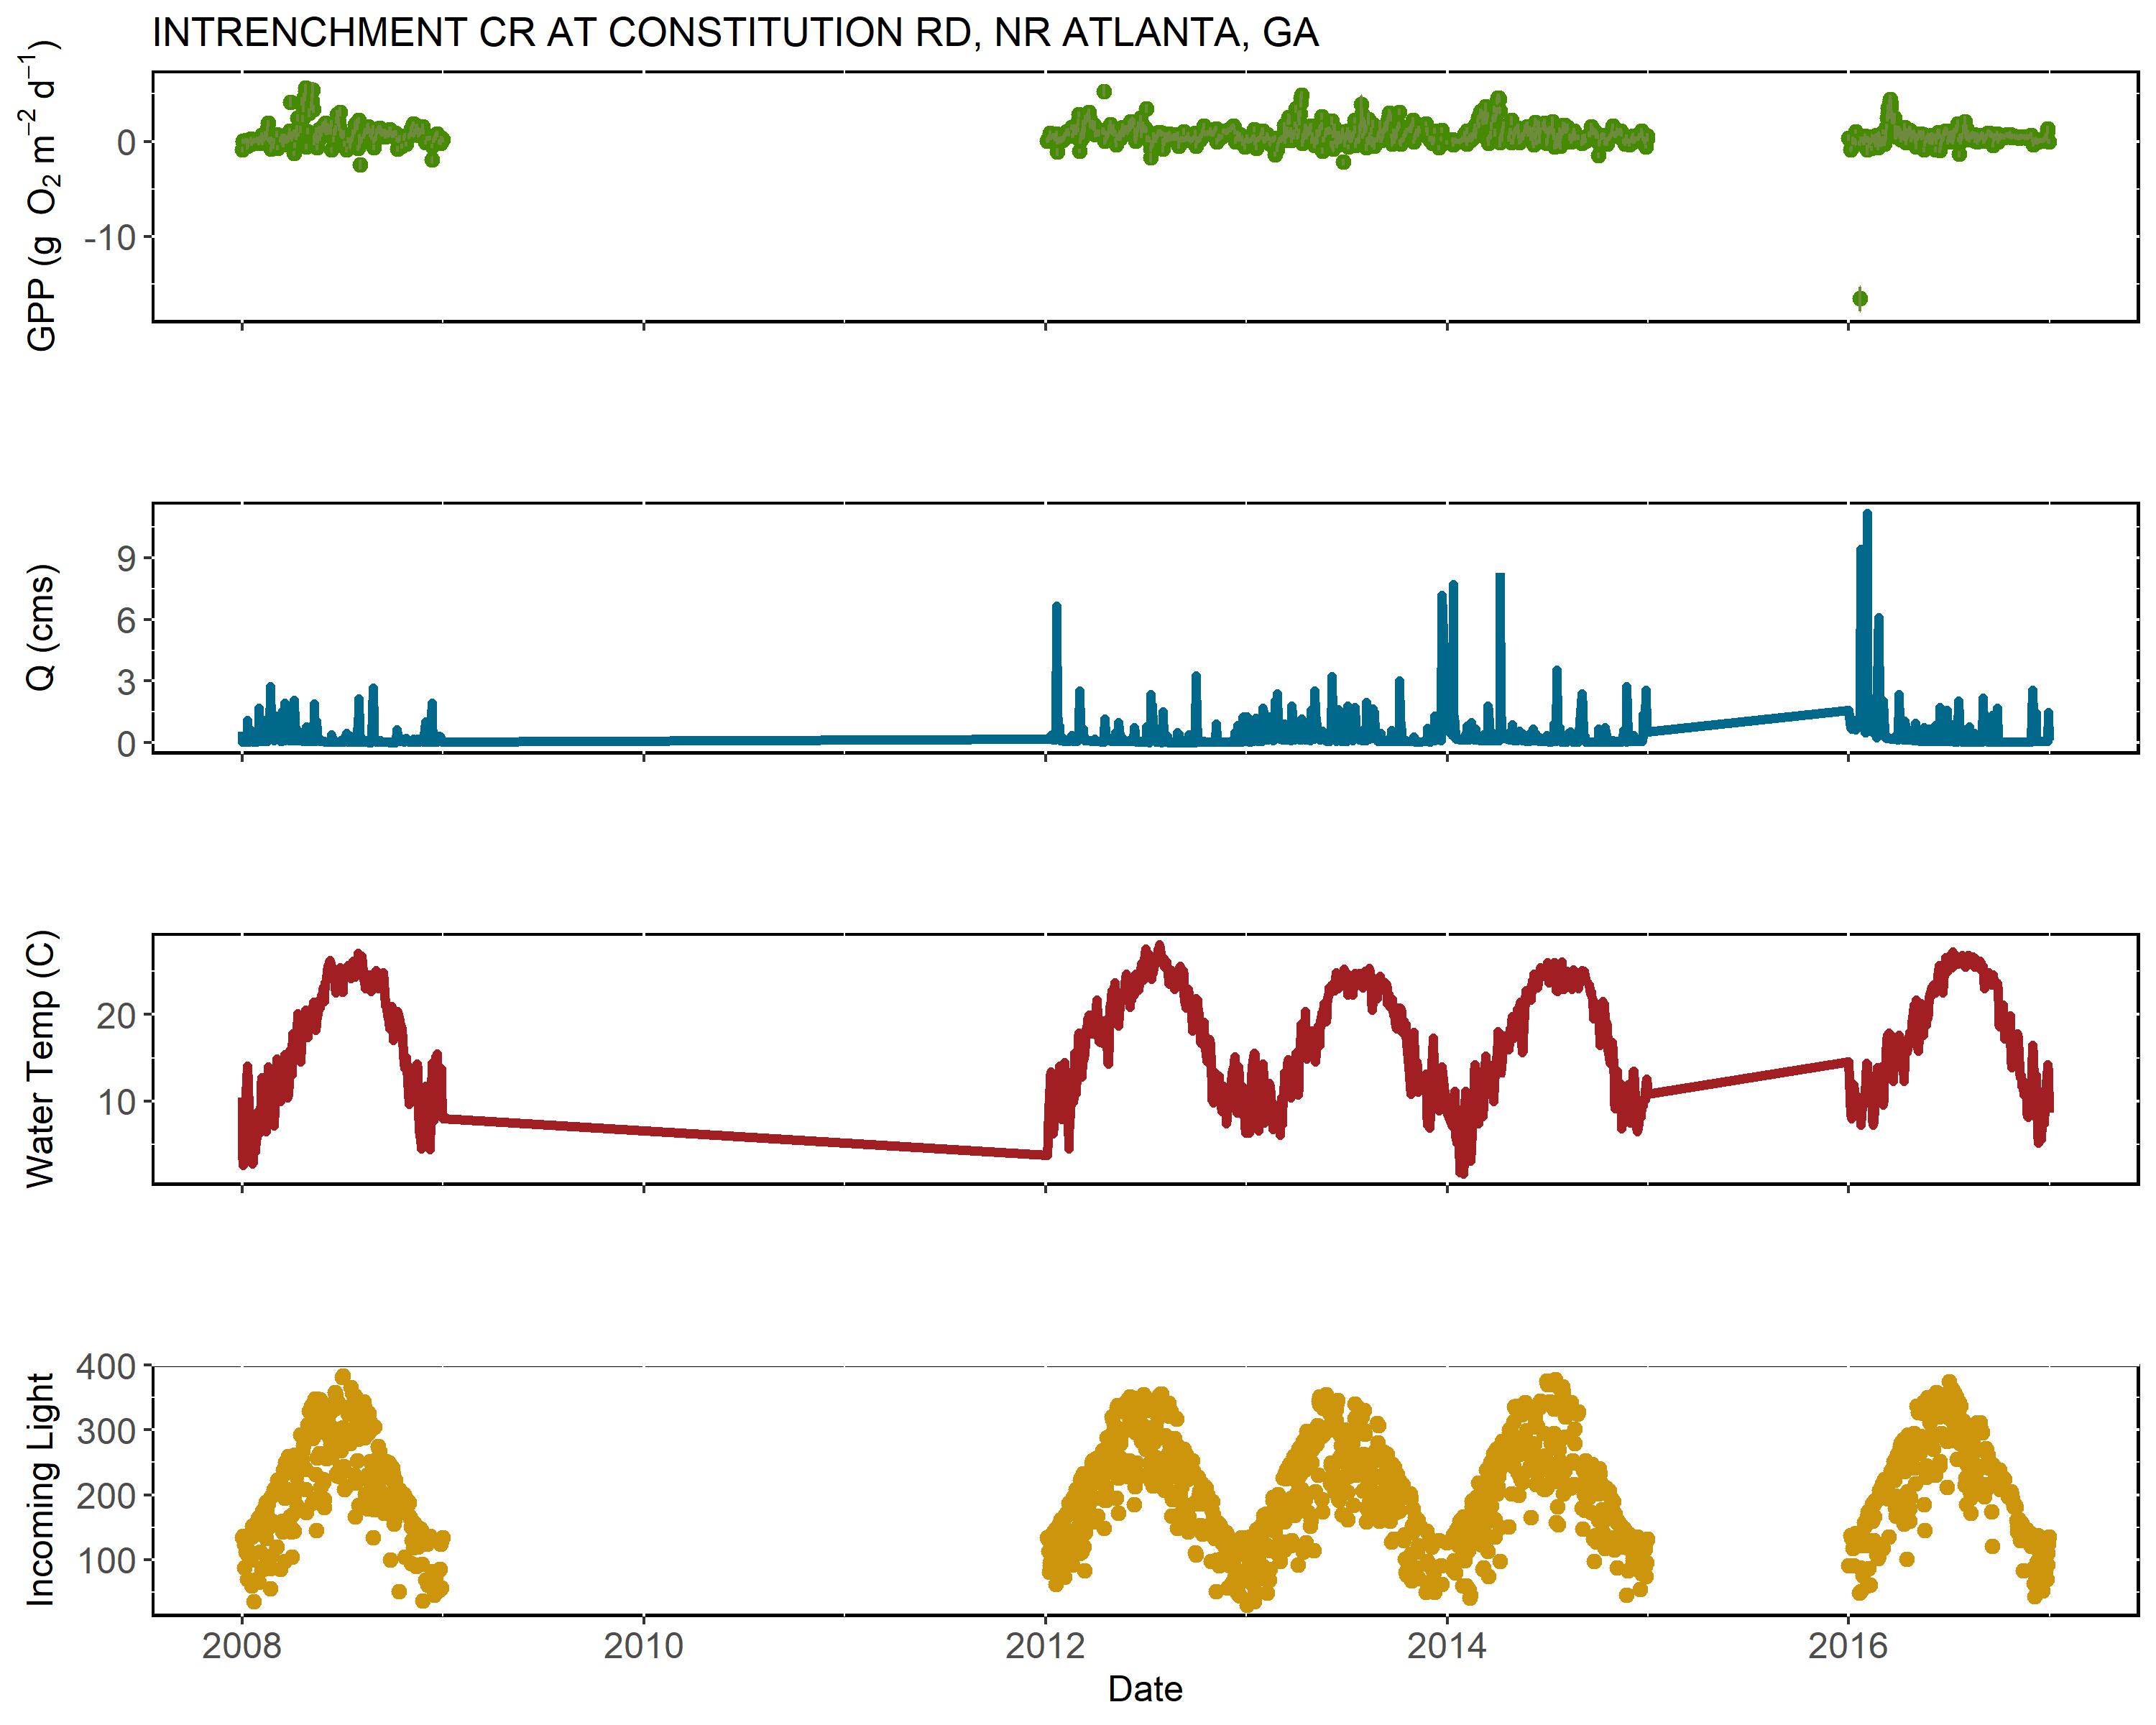 INTRENCHMENT CR AT CONSTITUTION RD, NR ATLANTA, GA
GPP (g O₂ m⁻² d⁻¹)
0
-10
Q (cms)
9
6
3
0
Water Temp (C)
20
10
Incoming Light
400
300
200
100
2008 2010 2012 2014 2016
Date